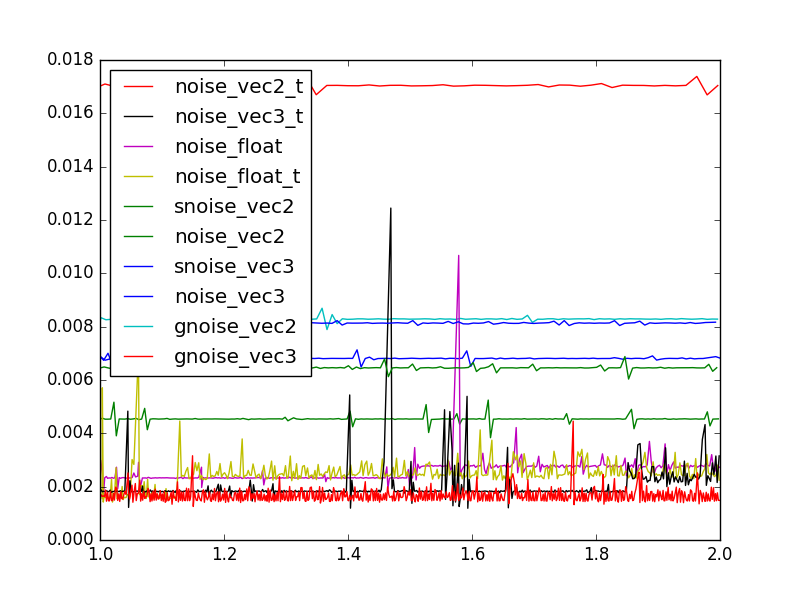 0.018
0.016
0.014
0.012
0.010
0.008
0.006
0.004
0.002
0.000
noise_vec2_t
noise_vec3_t
noise_float
noise_float_t
snoise_vec2
noise_vec2
snoise_vec3
noise_vec3
gnoise_vec2
gnoise_vec3
1.0 1.2 1.4 1.6 1.8 2.0